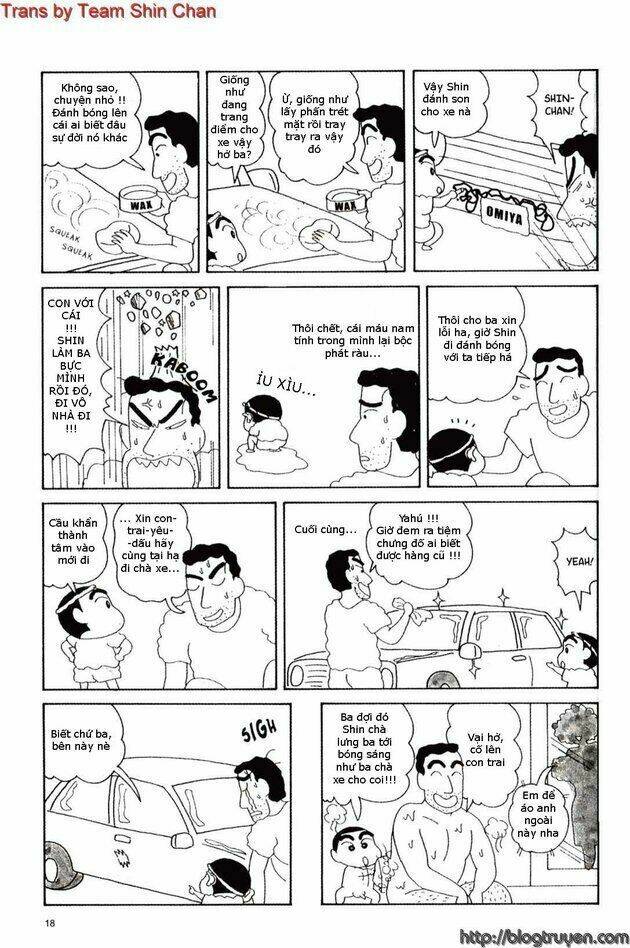 Trans by Team Shin Chan
Không sao,
chuyện nhỏ !!
Đánh bóng lên
cái ai biết đâu
sự đời nó khác
WAX
SQUEAK
SQUEAK
Giống
như
đang
trang
điểm cho
xe vậy
hở ba?
Ừ, giống như
lấy phấn trét
mặt rồi tray
tray ra vậy
đó
WAX
Vậy Shin
đánh son
cho xe nà
SHIN-
CHAN!
OMIYA
CON VỚI
CÁI
!!!
SHIN
LÀM BA
BỰC
MÌNH
RỒI ĐÓ,
ĐI VÔ
NHÀ ĐI
!!!
KABOOM
Thôi chết, cái máu nam
tính trong mình lại bộc
phát ràu...
ÌU XÌU...
Thôi cho ba xin
lỗi ha, giờ Shin
đi đánh bóng
với ta tiếp há
Cầu khẩn
thành
tâm vào
mới đi
... Xin con-
trai-yêu-
dấu hãy
cùng tại hạ
đi chà xe...
Cuối cùng...
Yahú !!!
Giờ đem ra tiệm
chưng đố ai biết
được hàng cũ !!!
YEAH!
Biết chứ ba,
bên này nè
SIGH
Ba đợi đó
Shin chà
lưng ba tới
bóng sáng
như ba chà
xe cho coi!!!
Vại hở,
cố lên
con trai
Em để
áo anh
ngoài
này nha
18
http://blogtruyen.com